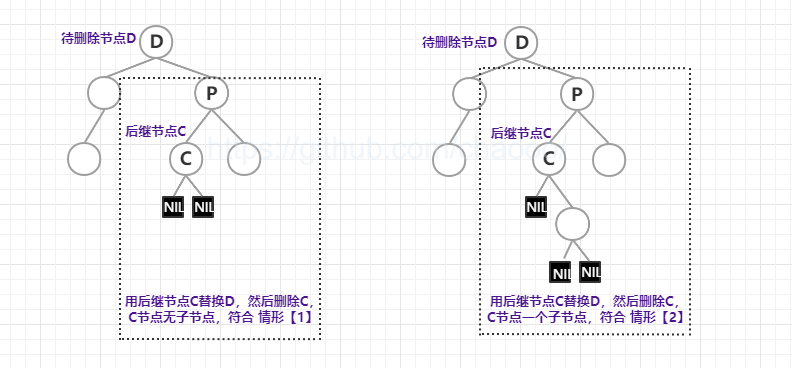 待删除节点D
D
P
后继节点C
C
NIL
NIL
用后继节点C替换D，然后删除C，
C节点无子节点，符合 情形【1】
待删除节点D
D
P
后继节点C
C
NIL
NIL
NIL
用后继节点C替换D，然后删除C，
C节点一个子节点，符合 情形【2】